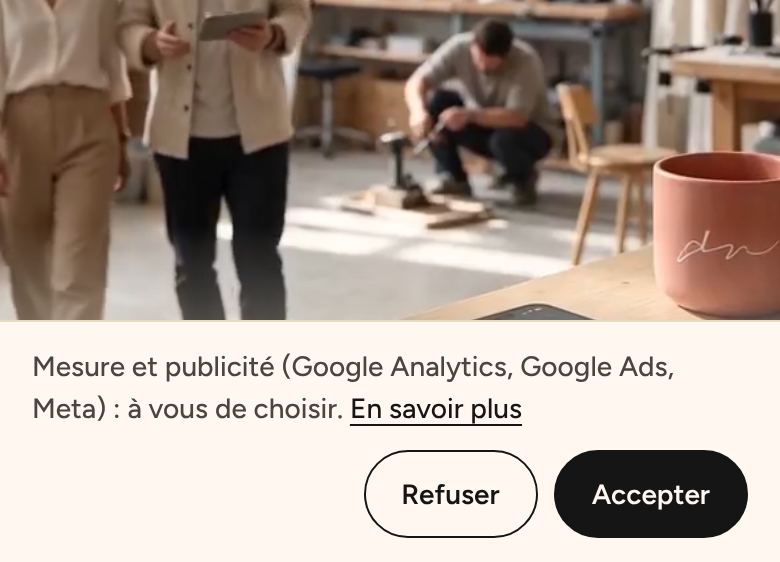 Mesure et publicité (Google Analytics, Google Ads,
Meta) : à vous de choisir. En savoir plus
Refuser
Accepter